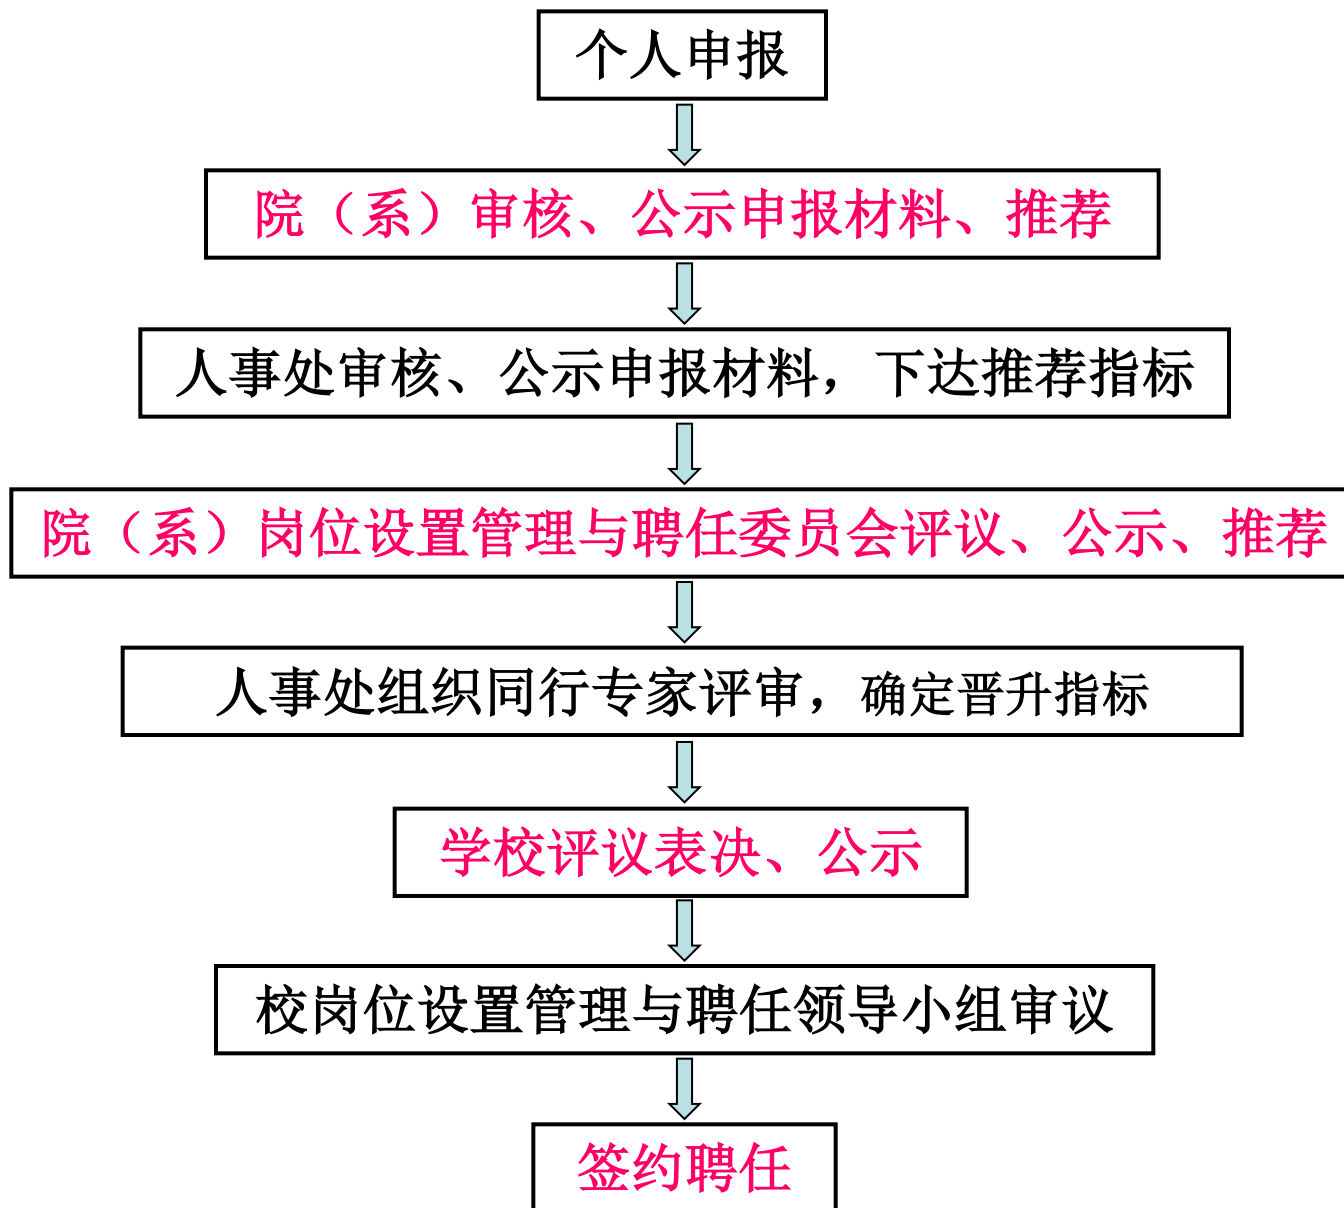 个人申报
院（系）审核、公示申报材料、推荐
人事处审核、公示申报材料，下达推荐指标
院（系）岗位设置管理与聘任委员会评议、公示、推荐
人事处组织同行专家评审，确定晋升指标
学校评议表决、公示
校岗位设置管理与聘任领导小组审议
签约聘任